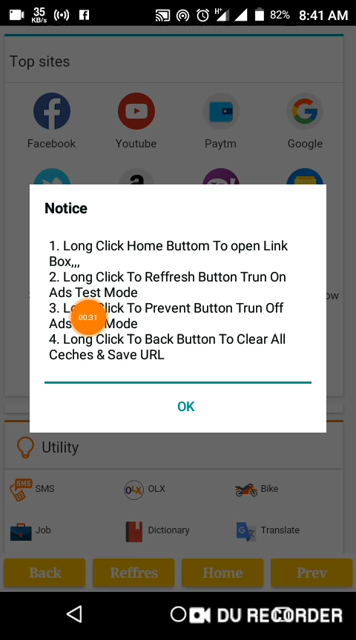 35
KB/s
H+
82%
8:41 AM
Top sites
Facebook
Youtube
Paytm
Google
Notice
1. Long Click Home Buttom To open Link
Box,,,
2. Long Click To Reffresh Button Trun On
Ads Test Mode
3. Long Click To Prevent Button Trun Off
Ads Mode
00:31
4. Long Click To Back Button To Clear All
Ceches & Save URL
OK
Utility
SMS
OLX
Bike
Job
Dictionary
Translate
Back
Reffres
Home
Prev
DU RECORDER